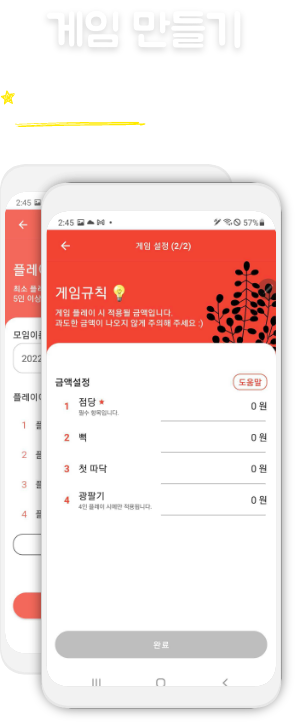 게임 만들기
2:45
2:45
57%
←
←
게임 설정 (2/2)
플레이
최소 플
5인 이상
게임규칙
게임 플레이 시 적용될 금액입니다.
과도한 금액이 나오지 않게 주의해 주세요 :)
모임이름
2022
금액설정
도움말
플레이어
1 플
2 플
3 플
4 플
1 점당 ★
필수 항목입니다.
0 원
2 뻑
0 원
3 첫 따닥
0 원
4 광팔기
4인 플레이 시에만 적용됩니다.
0 원
완료